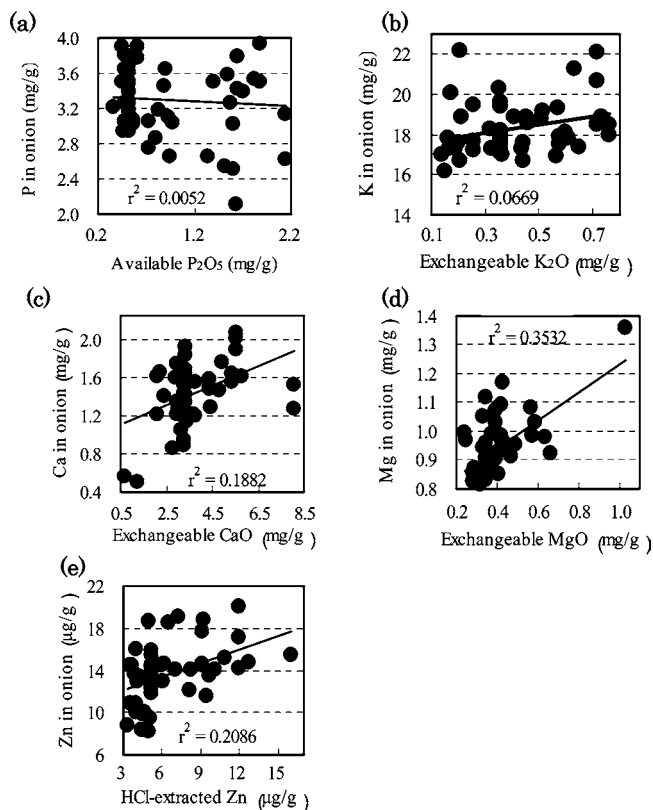 (a)
P in onion (mg/g)
4.0
3.6
3.2
2.8
2.4
2.0
r² = 0.0052
0.2 1.2 2.2
Available P₂O₅ (mg/g)
(b)
K in onion (mg/g)
22
20
18
16
14
r² = 0.0669
0.1 0.3 0.5 0.7
Exchangeable K₂O (mg/g)
(c)
Ca in onion (mg/g)
2.0
1.6
1.2
0.8
0.4
r² = 0.1882
0.5 2.5 4.5 6.5 8.5
Exchangeable CaO (mg/g)
(d)
Mg in onion (mg/g)
1.4
1.3
1.2
1.1
1.0
0.9
0.8
r² = 0.3532
0.2 0.4 0.6 0.8 1.0
Exchangeable MgO (mg/g)
(e)
Zn in onion (μg/g)
22
18
14
10
6
r² = 0.2086
3 6 9 12 15
HCl-extracted Zn (μg/g)